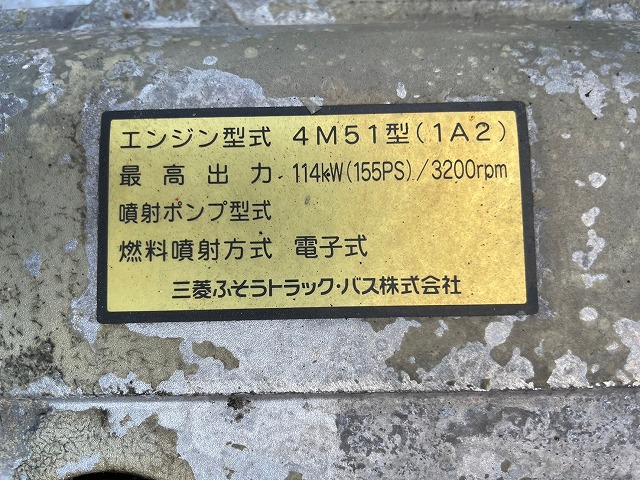 エンジン型式 4M51型(1A2)
最高出力 114kW(155PS)/3200rpm
噴射ポンプ型式
燃料噴射方式 電子式
三菱ふそうトラック・バス株式会社